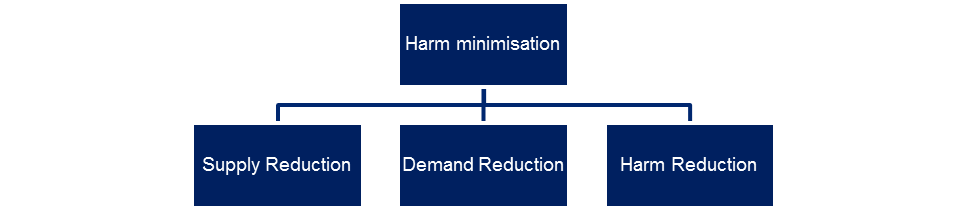 Harm minimisation
Supply Reduction
Demand Reduction
Harm Reduction